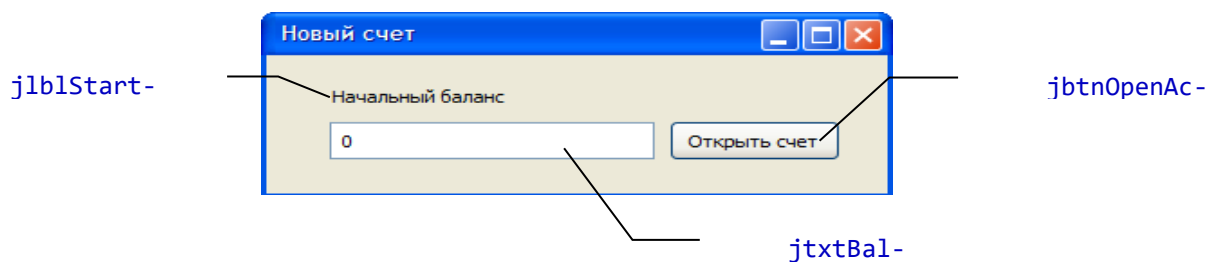 Новый счет
jlblStart-
jbtnOpenAc-
Начальный баланс
0
Открыть счет
jtxtBal-